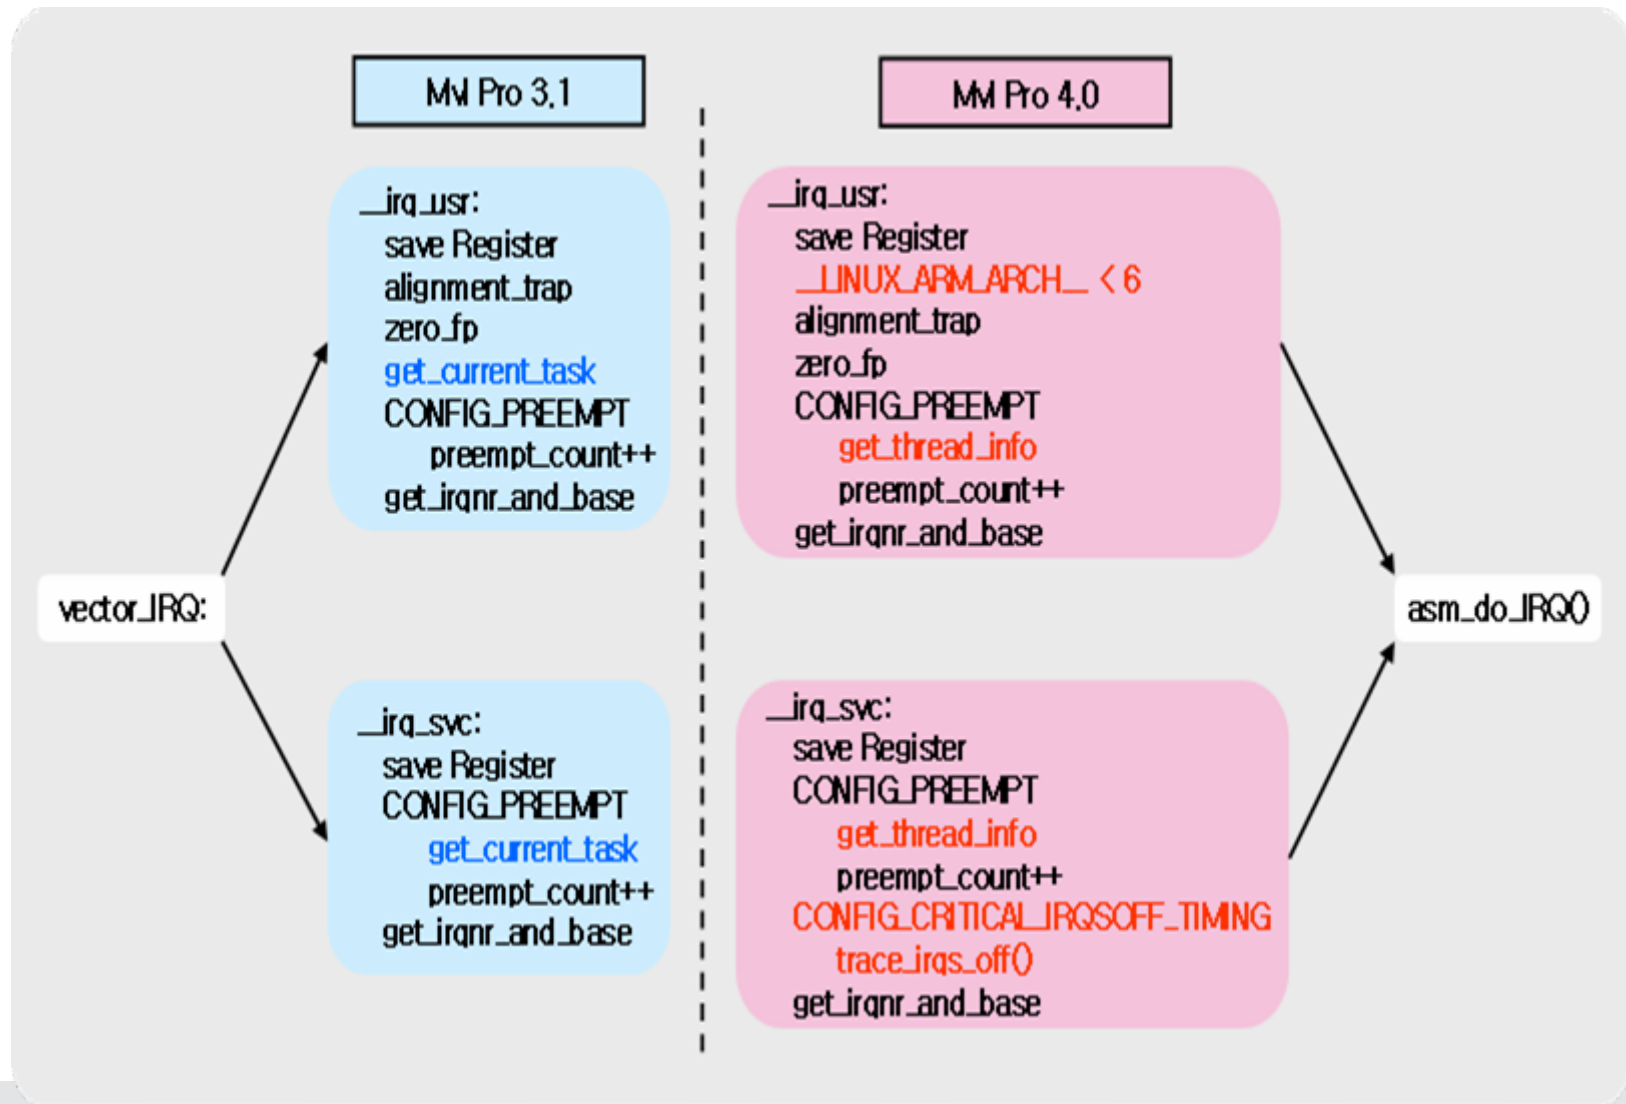 MVI Pro 3.1
MVI Pro 4.0
__irq_usr:
save Register
alignment_trap
zero_fp
get_current_task
CONFIG_PREEMPT
preempt_count++
get_irqnr_and_base
__irq_usr:
save Register
__LINUX_ARM_ARCH__ < 6
alignment_trap
zero_fp
CONFIG_PREEMPT
get_thread_info
preempt_count++
get_irqnr_and_base
vector_IRQ:
asm_do_IRQ()
__irq_svc:
save Register
CONFIG_PREEMPT
get_current_task
preempt_count++
get_irqnr_and_base
__irq_svc:
save Register
CONFIG_PREEMPT
get_thread_info
preempt_count++
CONFIG_CRITICAL_IRQSOFF_TIMING
trace_irqs_off()
get_irqnr_and_base